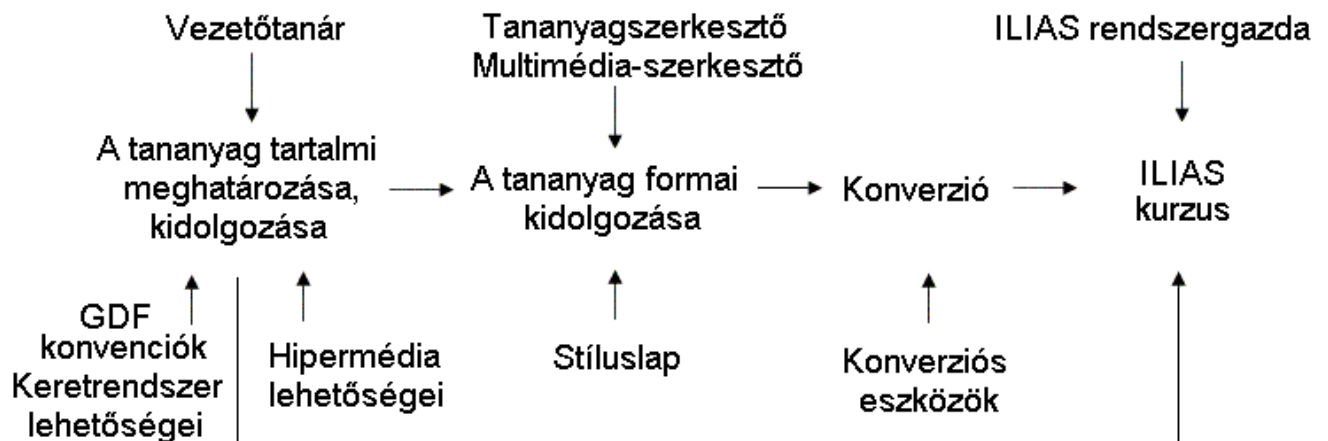 Vezetőtanár
Tananyagszerkesztő
Multimédia-szerkesztő
ILIAS rendszergazda
A tananyag tartalmi
meghatározása,
kidolgozása
A tananyag formai
kidolgozása
Konverzió
ILIAS
kurzus
GDF
konvenciók
Keretrendszer
lehetőségei
Hipermédia
lehetőségei
Stíluslap
Konverziós
eszközök